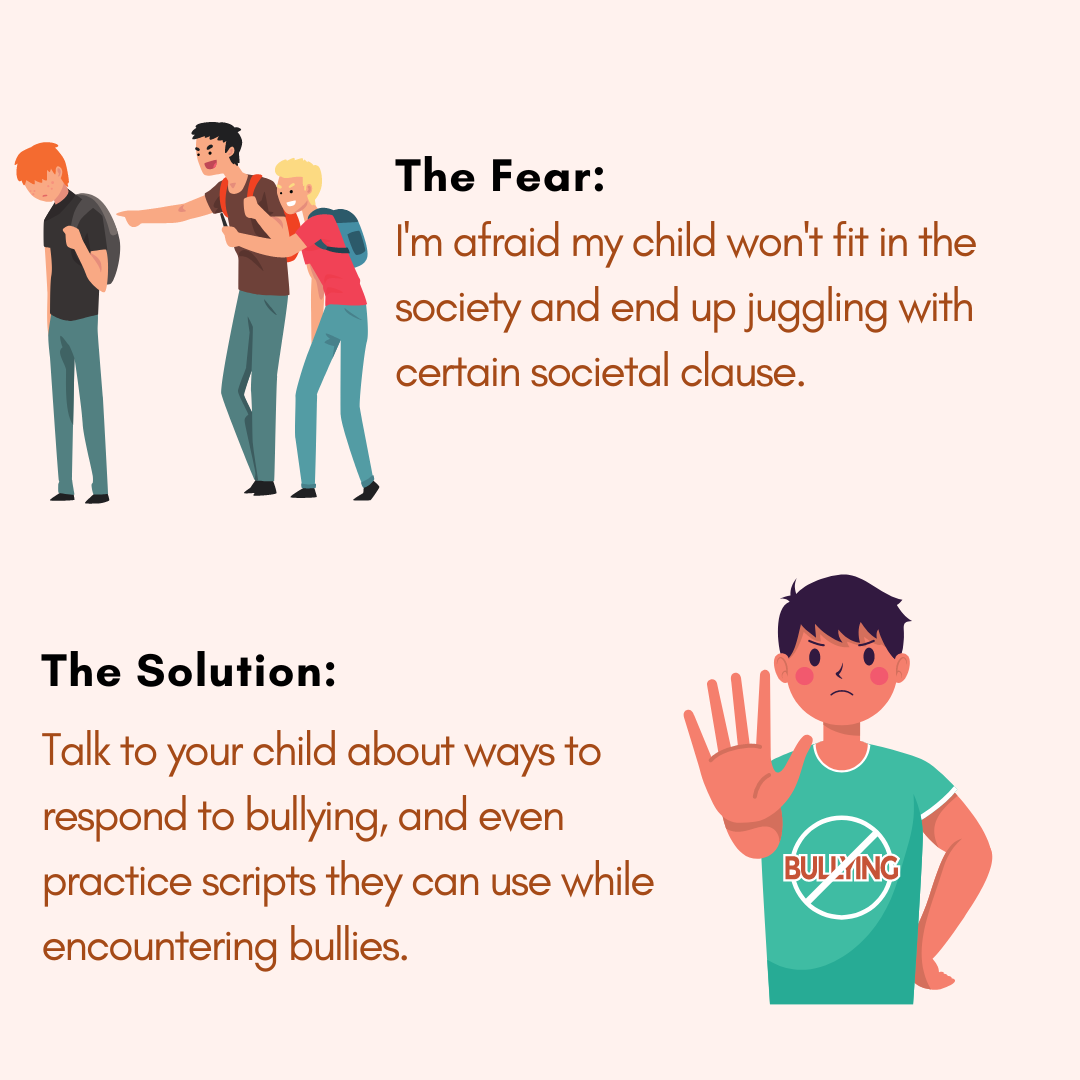 The Fear:
I'm afraid my child won't fit in the
society and end up juggling with
certain societal clause.
The Solution:
Talk to your child about ways to
respond to bullying, and even
practice scripts they can use while
encountering bullies.
BULLYING